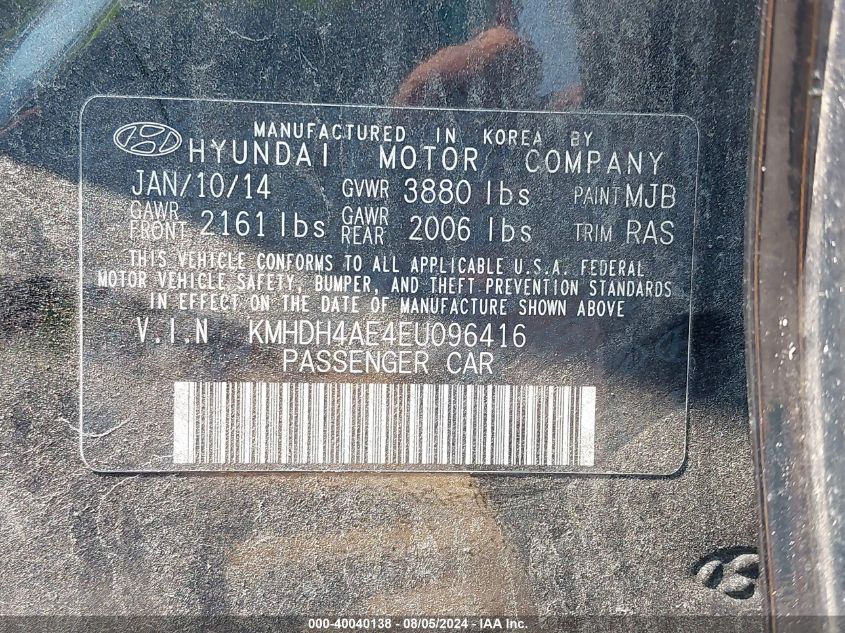 MANUFACTURED IN KOREA BY
HYUNDAI MOTOR COMPANY
JAN/10/14 : GVWR 3880 lbs PAINT MJB
GAWR FRONT 2161 lbs GAWR REAR 2006 lbs TRIM RAS
THIS VEHICLE CONFORMS TO ALL APPLICABLE U.S.A. FEDERAL
MOTOR VEHICLE SAFETY, BUMPER, AND THEFT PREVENTION STANDARDS
IN EFFECT ON THE DATE OF MANUFACTURE SHOWN ABOVE
V.I.N KMHDH4AE4EU096416
PASSENGER CAR
000-40040138 - 08/05/2024 - IAA Inc.